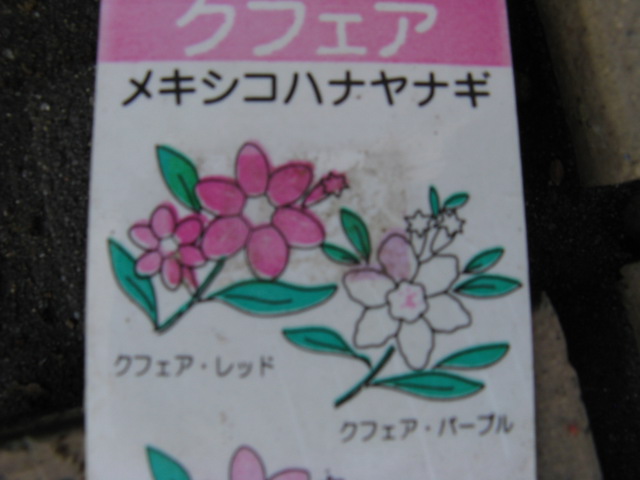 クフェア
メキシコハナヤナギ
クフェア・レッド
クフェア・パープル